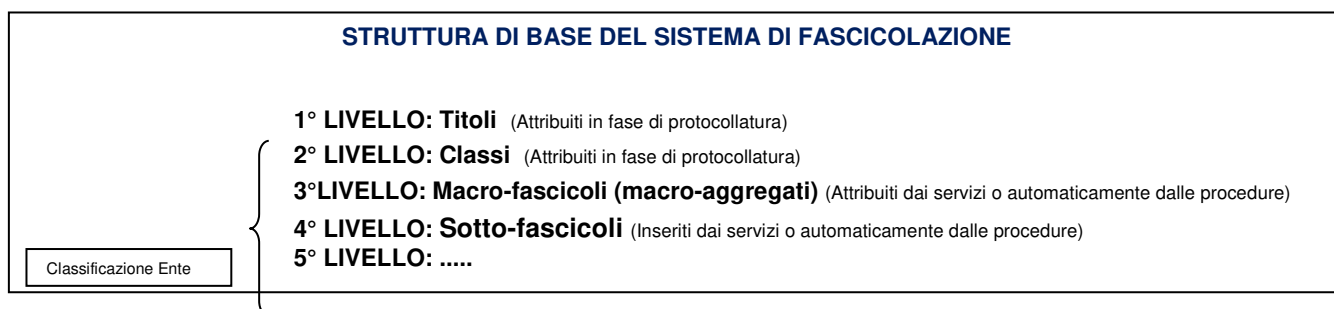 STRUTTURA DI BASE DEL SISTEMA DI FASCICOLAZIONE
1° LIVELLO: Titoli (Attribuiti in fase di protocollatura)
2° LIVELLO: Classi (Attribuiti in fase di protocollatura)
3°LIVELLO: Macro-fascicoli (macro-aggregati) (Attribuiti dai servizi o automaticamente dalle procedure)
4° LIVELLO: Sotto-fascicoli (Inseriti dai servizi o automaticamente dalle procedure)
5° LIVELLO: .....
Classificazione Ente